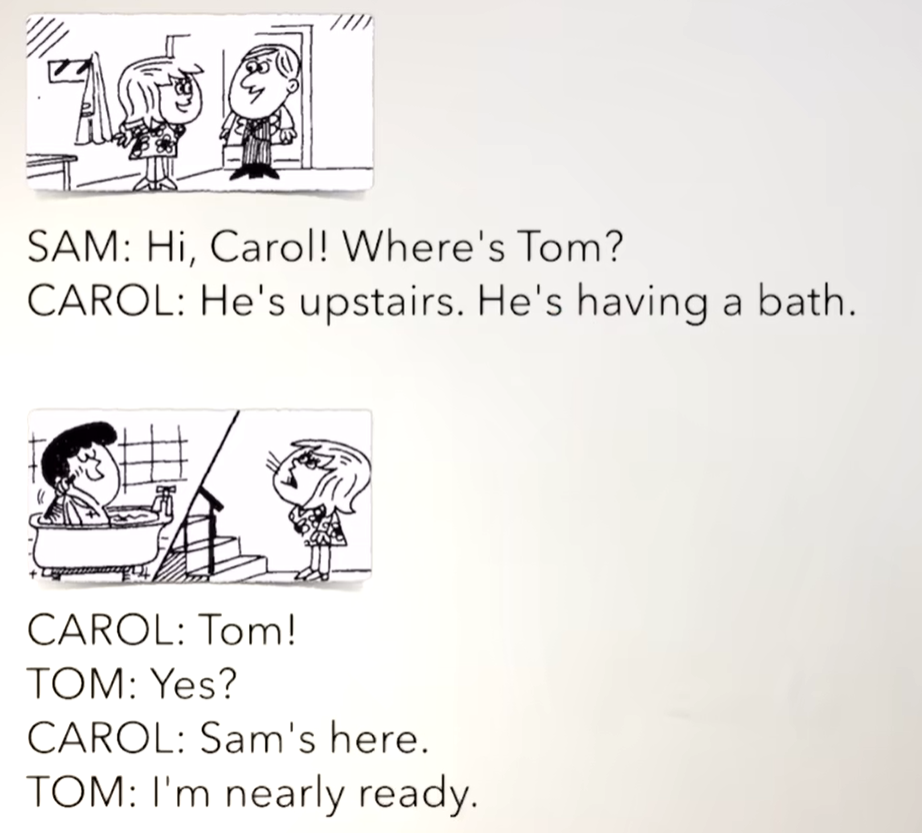 SAM: Hi, Carol! Where's Tom?
CAROL: He's upstairs. He's having a bath.
CAROL: Tom!
TOM: Yes?
CAROL: Sam's here.
TOM: I'm nearly ready.